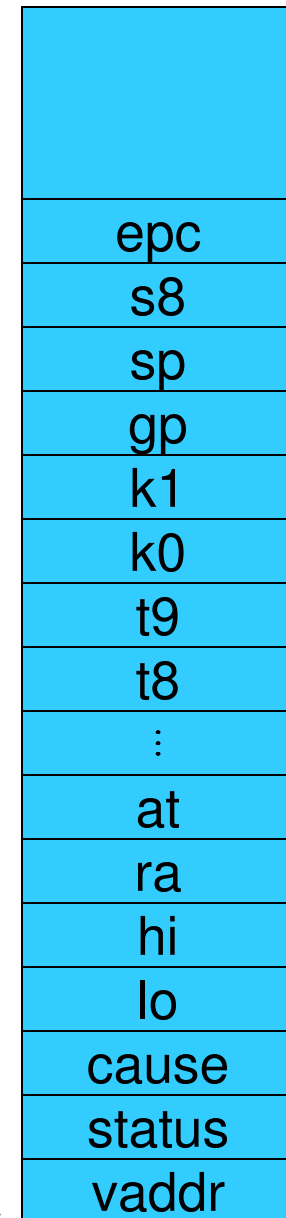 epc
s8
sp
gp
k1
k0
t9
t8
⋮
at
ra
hi
lo
cause
status
vaddr